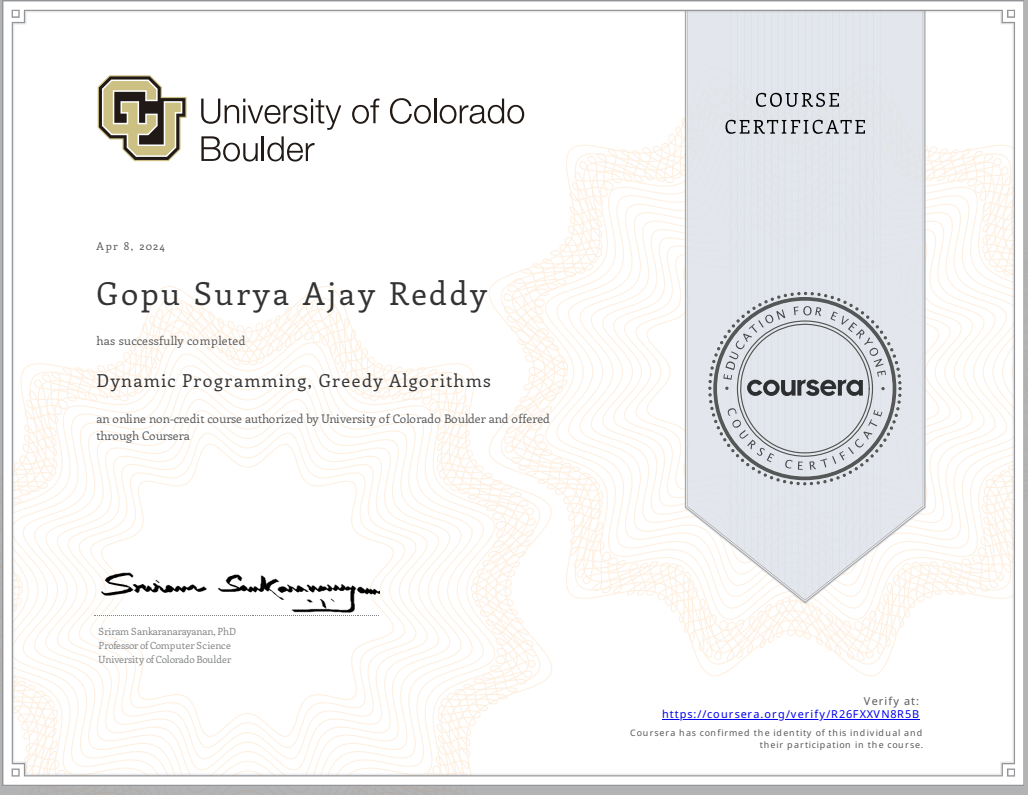 CU
University of Colorado
Boulder
COURSE
CERTIFICATE
Apr 8, 2024
Gopu Surya Ajay Reddy
has successfully completed
Dynamic Programming, Greedy Algorithms
an online non-credit course authorized by University of Colorado Boulder and offered
through Coursera
EDUCATION FOR EVERYONE
coursera
COURSE CERTIFICATE
Sriram Sankaranarayanan
Sriram Sankaranarayanan, PhD
Professor of Computer Science
University of Colorado Boulder
Verify at:
https://coursera.org/verify/R26FXXVN8R5B
Coursera has confirmed the identity of this individual and
their participation in the course.